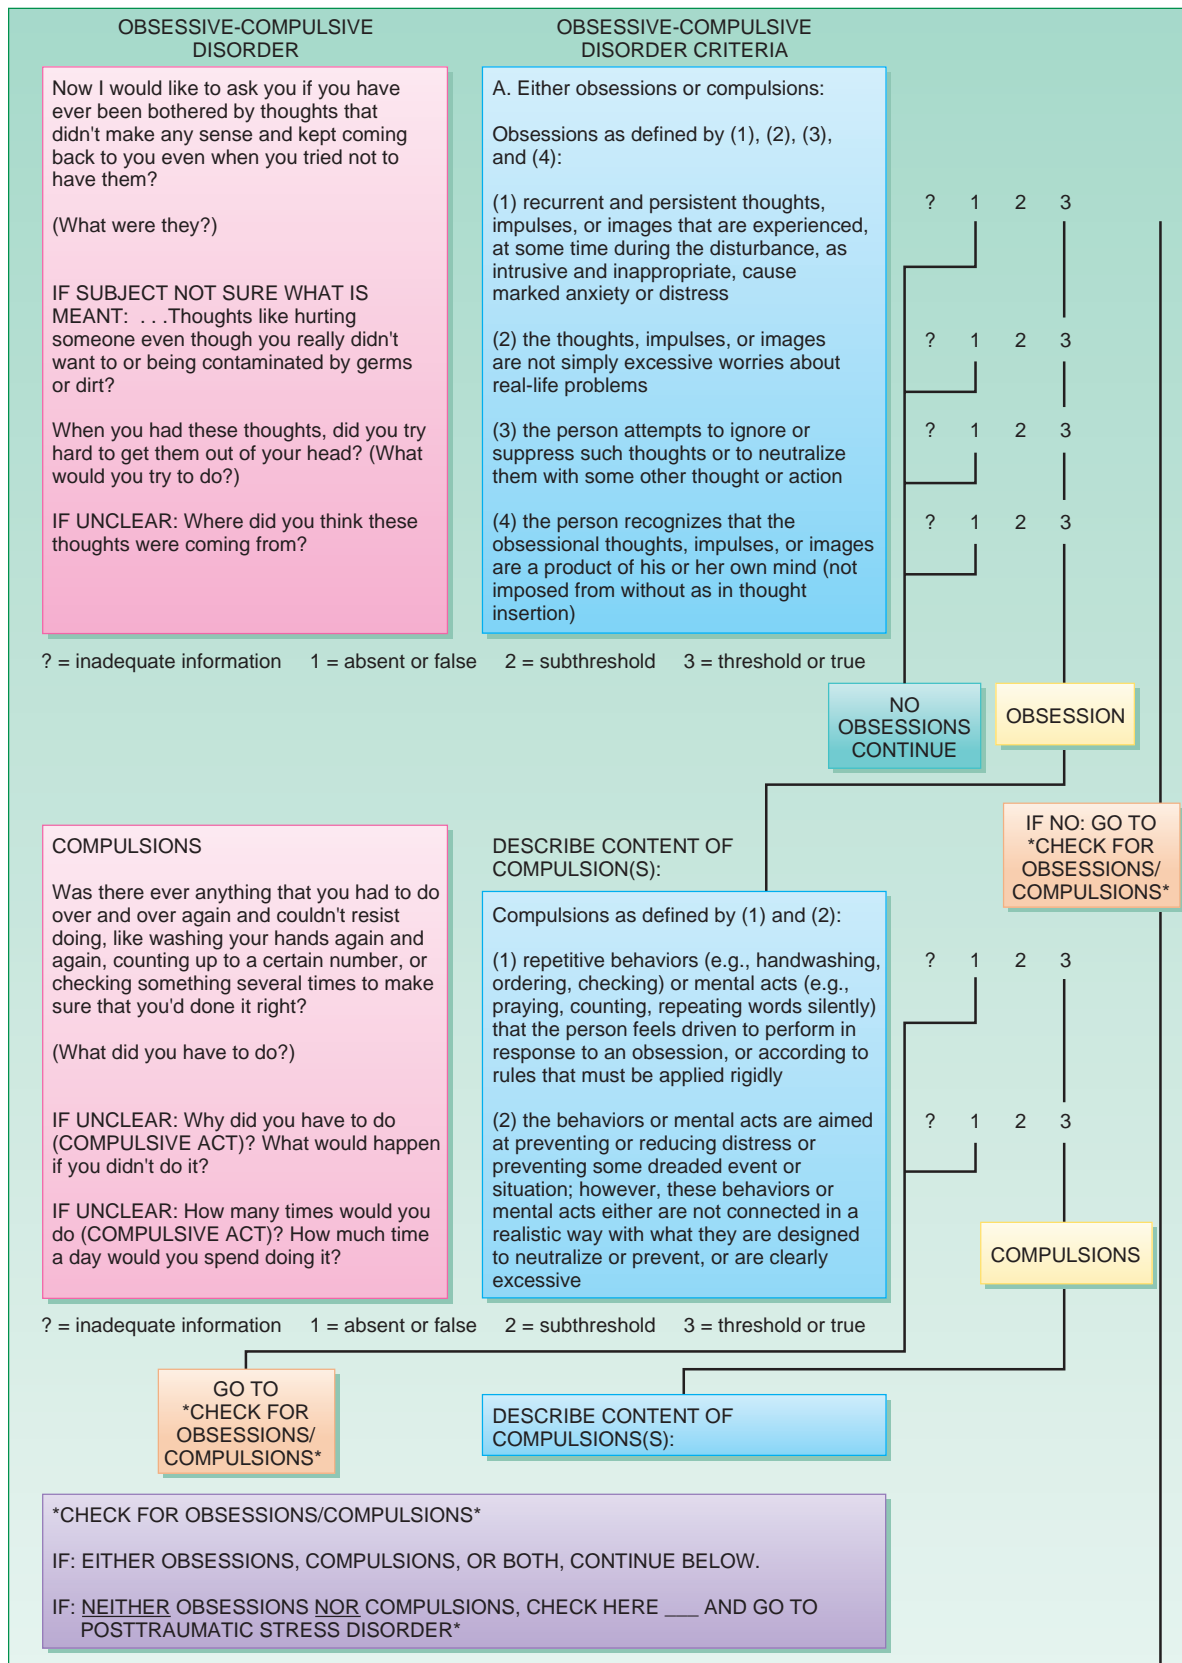 OBSESSIVE-COMPULSIVE
DISORDER
OBSESSIVE-COMPULSIVE
DISORDER CRITERIA
Now I would like to ask you if you have
ever been bothered by thoughts that
didn't make any sense and kept coming
back to you even when you tried not to
have them?
(What were they?)
IF SUBJECT NOT SURE WHAT IS
MEANT: . . .Thoughts like hurting
someone even though you really didn't
want to or being contaminated by germs
or dirt?
When you had these thoughts, did you try
hard to get them out of your head? (What
would you try to do?)
IF UNCLEAR: Where did you think these
thoughts were coming from?
A. Either obsessions or compulsions:
Obsessions as defined by (1), (2), (3),
and (4):
(1) recurrent and persistent thoughts,
impulses, or images that are experienced,
at some time during the disturbance, as
intrusive and inappropriate, cause
marked anxiety or distress
? 1 2 3
(2) the thoughts, impulses, or images
are not simply excessive worries about
real-life problems
? 1 2 3
(3) the person attempts to ignore or
suppress such thoughts or to neutralize
them with some other thought or action
? 1 2 3
(4) the person recognizes that the
obsessional thoughts, impulses, or images
are a product of his or her own mind (not
imposed from without as in thought
insertion)
? 1 2 3
? = inadequate information 1 = absent or false 2 = subthreshold 3 = threshold or true
NO
OBSESSIONS
CONTINUE
OBSESSION
IF NO: GO TO
*CHECK FOR
OBSESSIONS/
COMPULSIONS*
COMPULSIONS
Was there ever anything that you had to do
over and over again and couldn't resist
doing, like washing your hands again and
again, counting up to a certain number, or
checking something several times to make
sure that you'd done it right?
(What did you have to do?)
IF UNCLEAR: Why did you have to do
(COMPULSIVE ACT)? What would happen
if you didn't do it?
IF UNCLEAR: How many times would you
do (COMPULSIVE ACT)? How much time
a day would you spend doing it?
DESCRIBE CONTENT OF
COMPULSION(S):
Compulsions as defined by (1) and (2):
(1) repetitive behaviors (e.g., handwashing,
ordering, checking) or mental acts (e.g.,
praying, counting, repeating words silently)
that the person feels driven to perform in
response to an obsession, or according to
rules that must be applied rigidly
? 1 2 3
(2) the behaviors or mental acts are aimed
at preventing or reducing distress or
preventing some dreaded event or
situation; however, these behaviors or
mental acts either are not connected in a
realistic way with what they are designed
to neutralize or prevent, or are clearly
excessive
? 1 2 3
COMPULSIONS
? = inadequate information 1 = absent or false 2 = subthreshold 3 = threshold or true
GO TO
*CHECK FOR
OBSESSIONS/
COMPULSIONS*
DESCRIBE CONTENT OF
COMPULSIONS(S):
*CHECK FOR OBSESSIONS/COMPULSIONS*
IF: EITHER OBSESSIONS, COMPULSIONS, OR BOTH, CONTINUE BELOW.
IF: NEITHER OBSESSIONS NOR COMPULSIONS, CHECK HERE ___ AND GO TO
POSTTRAUMATIC STRESS DISORDER*